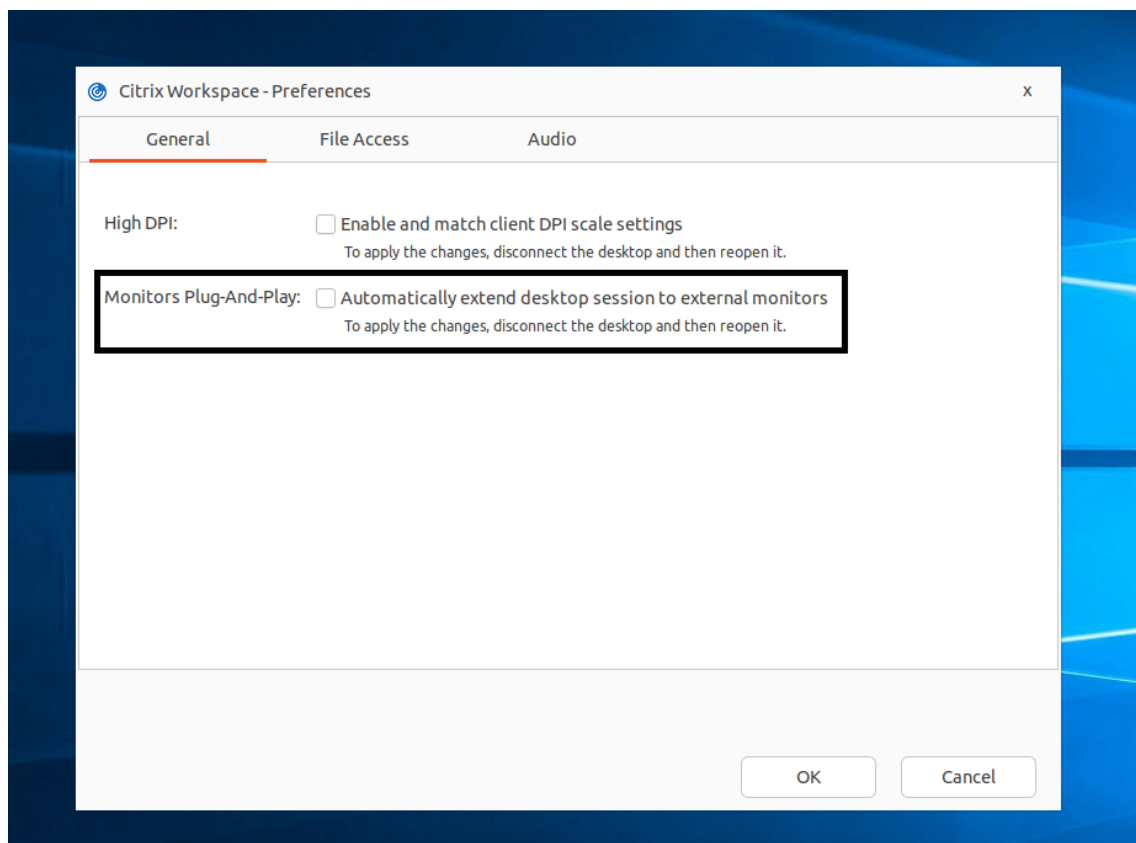 Citrix Workspace - Preferences x
General File Access Audio
High DPI: Enable and match client DPI scale settings
To apply the changes, disconnect the desktop and then reopen it.
Monitors Plug-And-Play: Automatically extend desktop session to external monitors
To apply the changes, disconnect the desktop and then reopen it.
OK Cancel